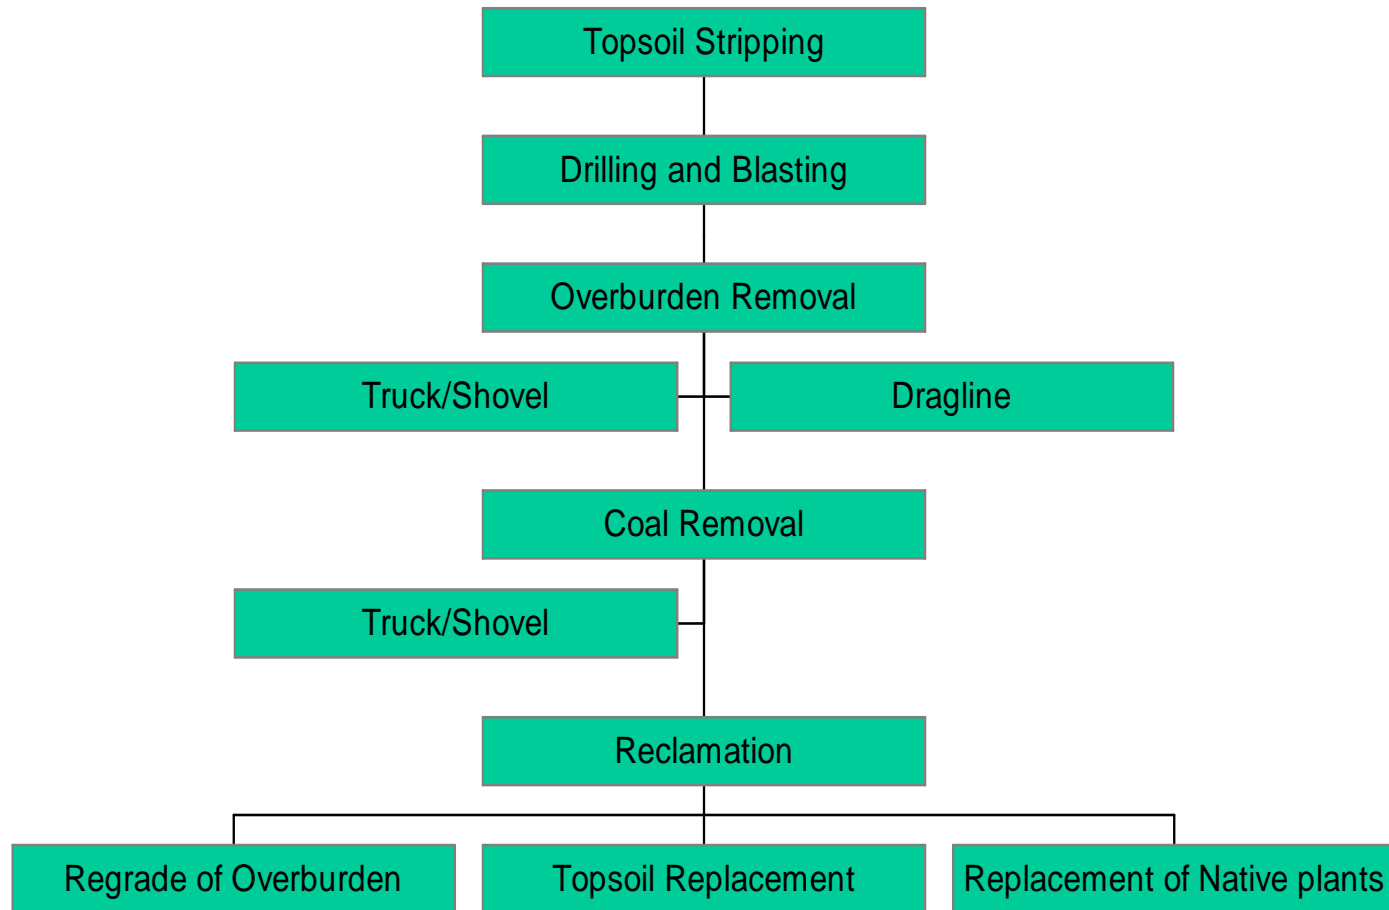 Topsoil Stripping
Drilling and Blasting
Overburden Removal
Truck/Shovel
Dragline
Coal Removal
Truck/Shovel
Reclamation
Regrade of Overburden
Topsoil Replacement
Replacement of Native plants